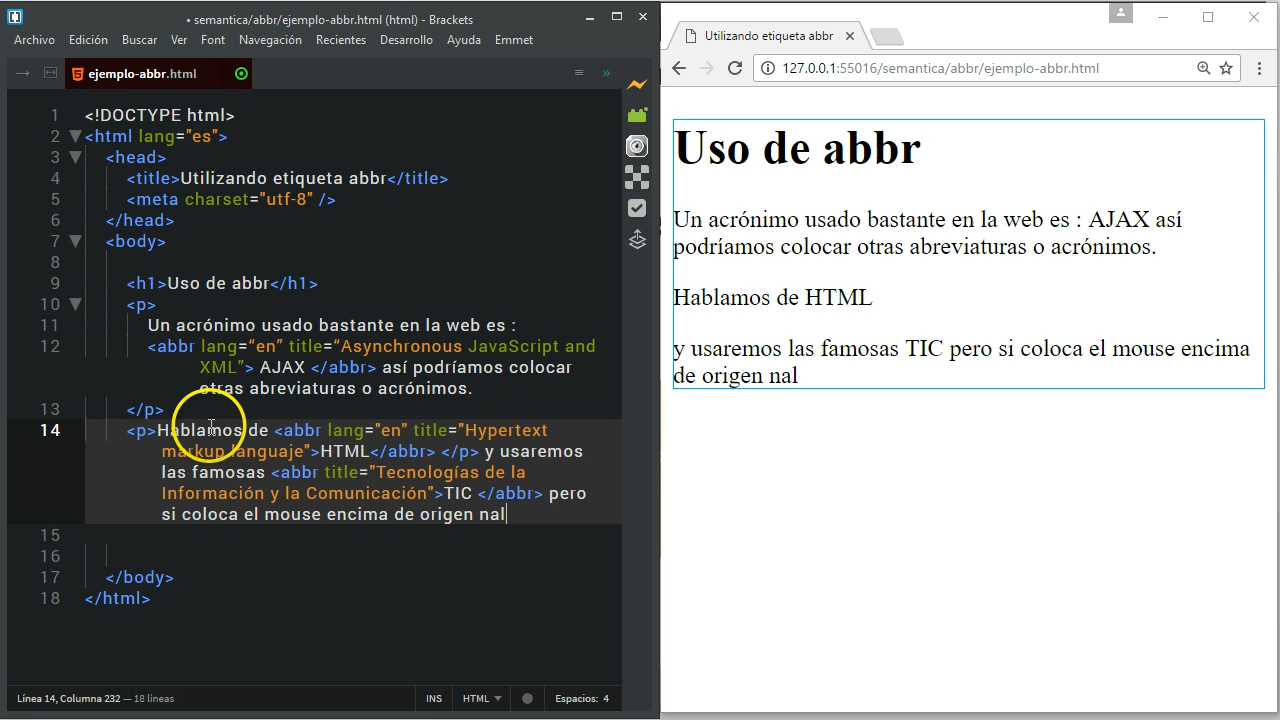 • semantica/abbr/ejemplo-abbr.html (html) - Brackets
Archivo Edición Buscar Ver Font Navegación Recientes Desarrollo Ayuda Emmet
ejemplo-abbr.html
1 <!DOCTYPE html>
2 <html lang="es">
3 <head>
4 <title>Utilizando etiqueta abbr</title>
5 <meta charset="utf-8" />
6 </head>
7 <body>
8
9 <h1>Uso de abbr</h1>
10 <p>
11 Un acrónimo usado bastante en la web es :
12 <abbr lang=“en” title=“Asynchronous JavaScript and
XML”> AJAX </abbr> así podríamos colocar
otras abreviaturas o acrónimos.
13 </p>
14 <p>Hablamos de <abbr lang="en" title="Hypertext
markup languaje">HTML</abbr> </p> y usaremos
las famosas <abbr title="Tecnologías de la
Información y la Comunicación">TIC </abbr> pero
si coloca el mouse encima de origen nal
15
16
17 </body>
18 </html>
Línea 14, Columna 232 — 18 líneas
INS HTML Espacios: 4
Utilizando etiqueta abbr
127.0.0.1:55016/semantica/abbr/ejemplo-abbr.html
Uso de abbr
Un acrónimo usado bastante en la web es : AJAX así
podríamos colocar otras abreviaturas o acrónimos.
Hablamos de HTML
y usaremos las famosas TIC pero si coloca el mouse encima
de origen nal